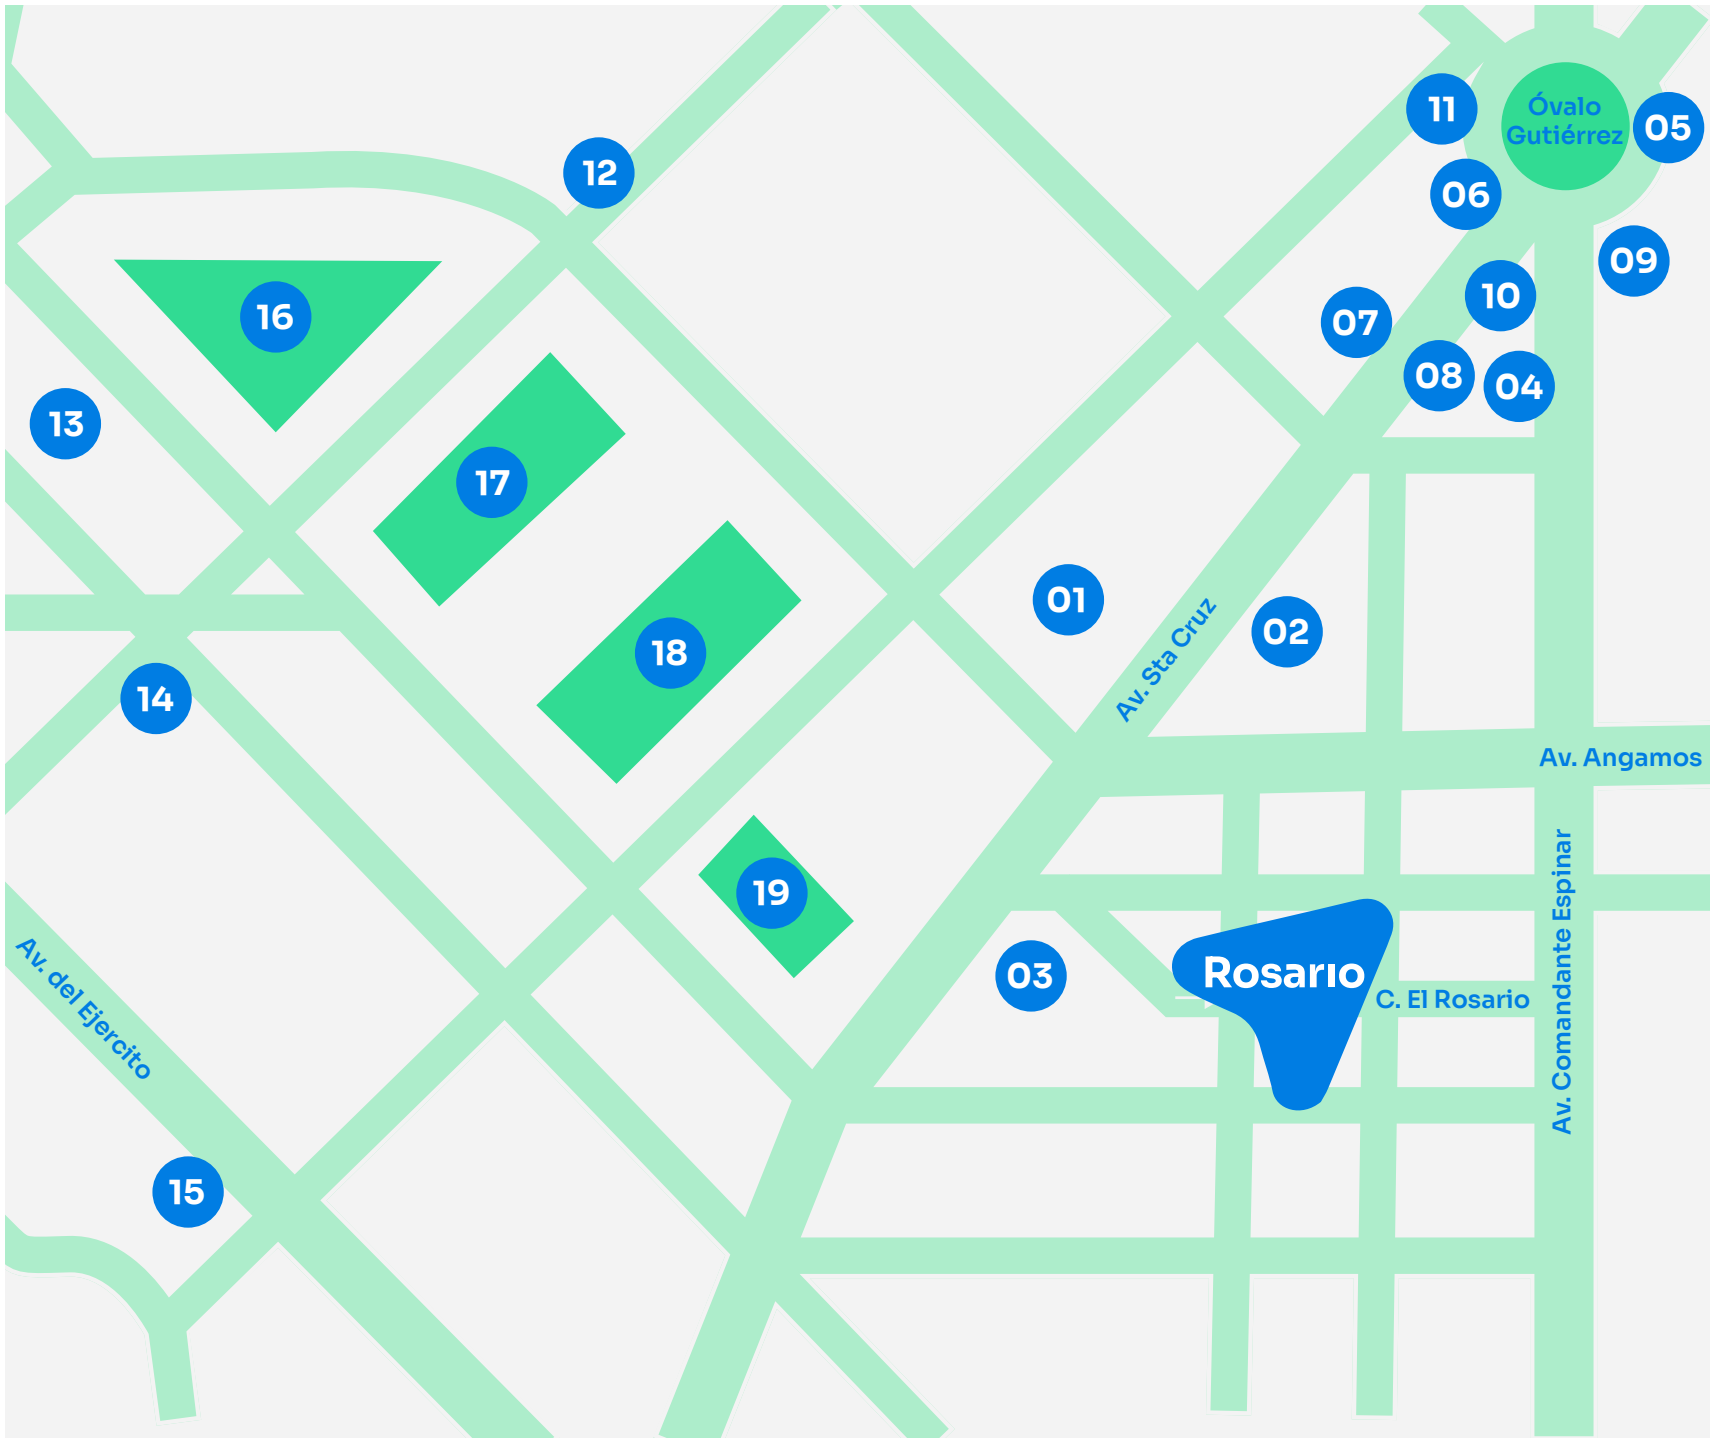 11
Óvalo
Gutiérrez
05
12
06
09
10
16
07
08
04
13
17
01
02
18
Av. Sta Cruz
14
Av. Angamos
19
Av. Comandante Espinar
03
Rosario
C. El Rosario
Av. del Ejercito
15